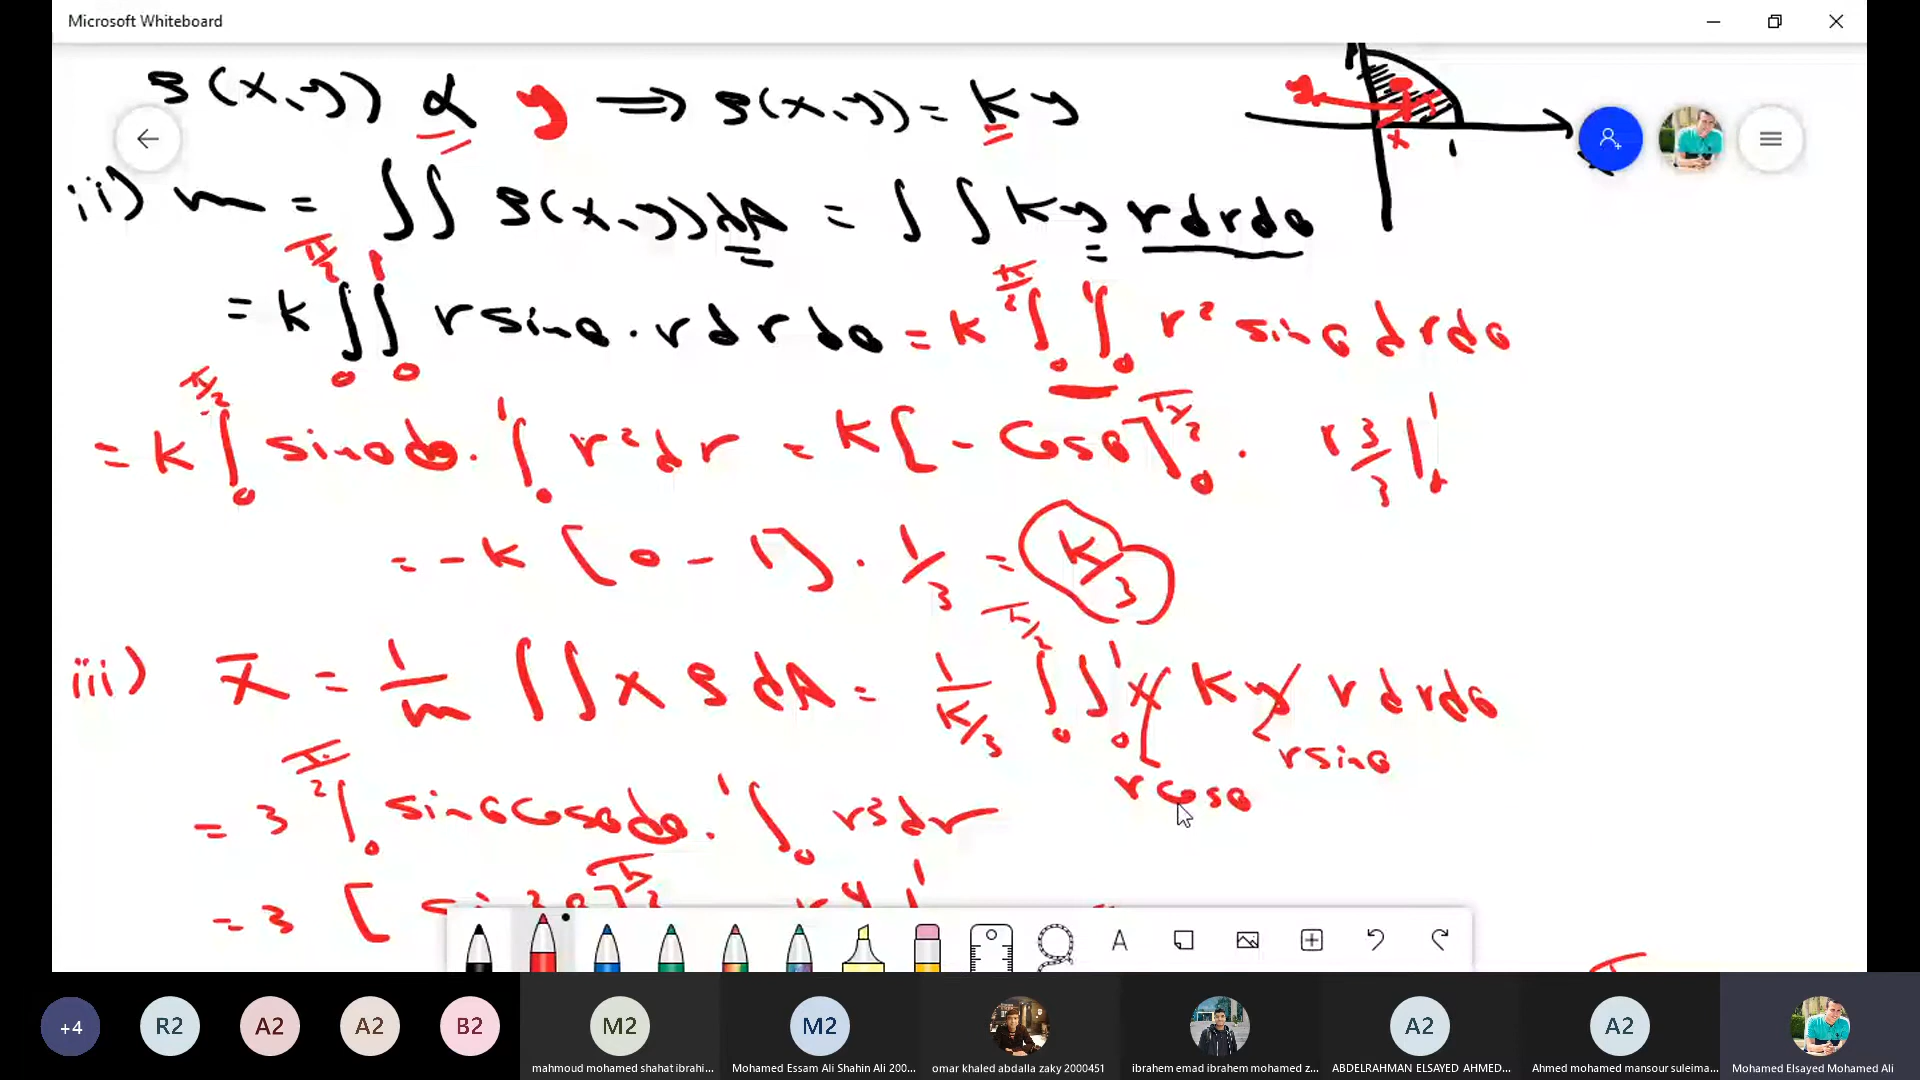 Microsoft Whiteboard
ρ(x,y) α y ⟹ ρ(x,y) = k y
y x 1
ii) m = ∫∫ ρ(x,y) dA = ∫ ∫ k y r dr dθ
= k ∫₀^{π/2} ∫₀^{1} r sinθ . r dr dθ = k ∫₀^{π/2} ∫₀^{1} r² sinθ dr dθ
= k ∫₀^{π/2} sinθ dθ . ∫₀^{1} r² dr = k [- Cosθ]₀^{π/2} . r³/3 |₀^{1}
= -k [0 - 1] . 1/3 = k/3
iii) x̄ = 1/m ∫∫ x ρ dA = 1/(k/3) ∫₀^{π/2} ∫₀^{1} x k y r dr dθ
r sinθ
r Cosθ
= 3 ∫₀^{π/2} sinθ Cosθ dθ . ∫₀^{1} r³ dr
= 3 [
+4
R2
A2
A2
B2
M2
mahmoud mohamed shahat ibrahi...
M2
Mohamed Essam Ali Shahin Ali 200...
omar khaled abdalla zaky 2000451
ibrahem emad ibrahem mohamed z...
A2
ABDELRAHMAN ELSAYED AHMED...
A2
Ahmed mohamed mansour suleima...
Mohamed Elsayed Mohamed Ali